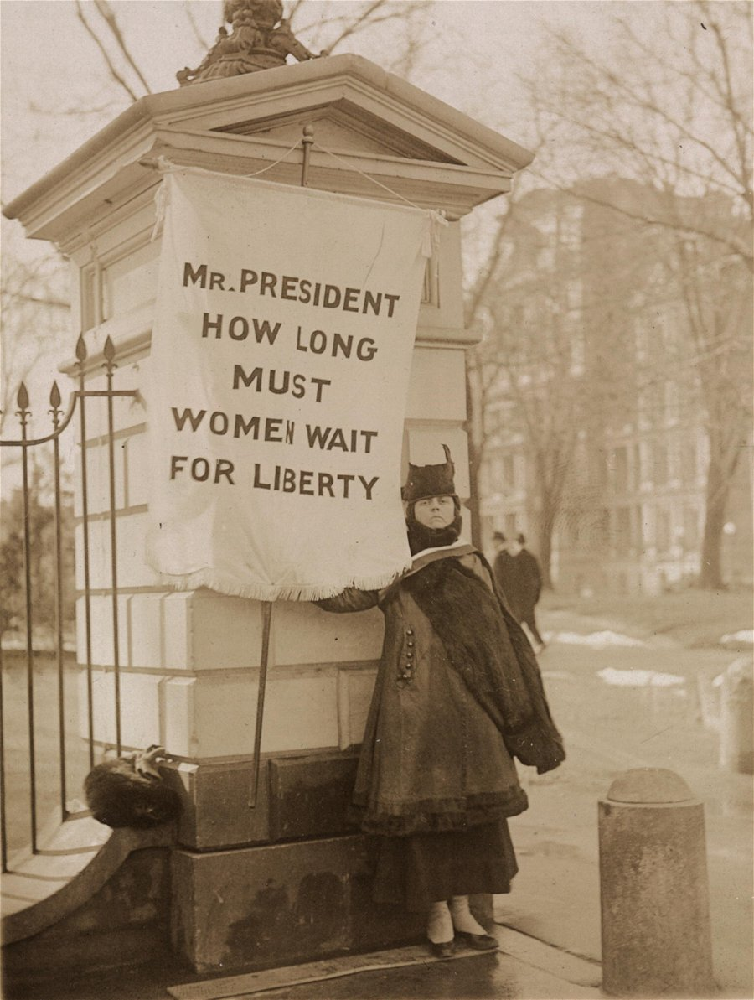 MR. PRESIDENT
HOW LONG
MUST
WOMEN WAIT
FOR LIBERTY